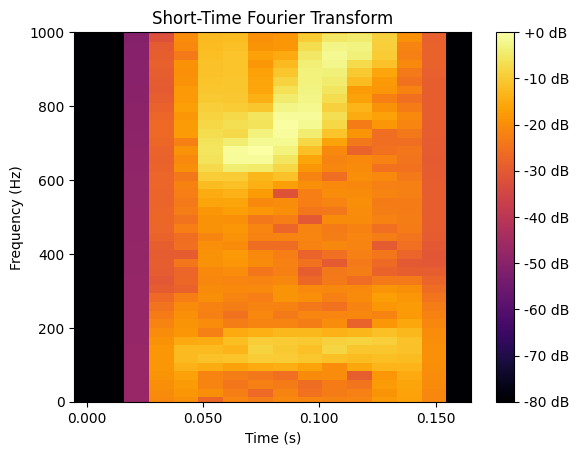 Short-Time Fourier Transform
1000
800
600
400
200
0
Frequency (Hz)
0.000
0.050
0.100
0.150
Time (s)
+0 dB
-10 dB
-20 dB
-30 dB
-40 dB
-50 dB
-60 dB
-70 dB
-80 dB